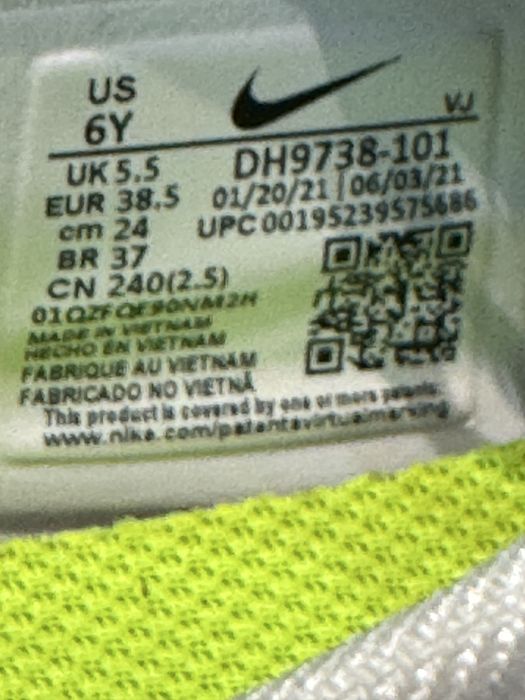 US
6Y
VJ
UK 5.5
DH9738-101
EUR 38.5
01/20/21 | 06/03/21
cm 24
UPC 00195239575686
BR 37
CN 240(2.5)
MADE IN VIETNAM
HECHO EN VIETNAM
FABRIQUE AU VIETNAM
FABRICADO NO VIETNÃ
This product is covered by one or more patents.
www.nike.com/patentavirtualmarking